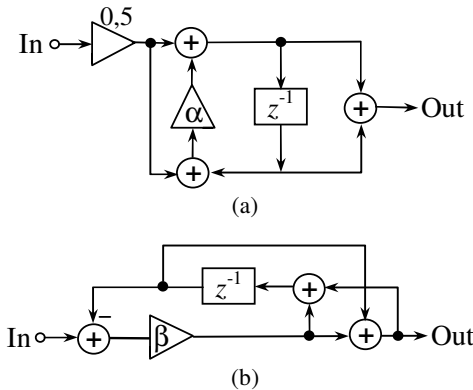 0,5
In
+
Out
α
z⁻¹
+
+
(a)
z⁻¹
+
−
In
+
β
+
Out
(b)